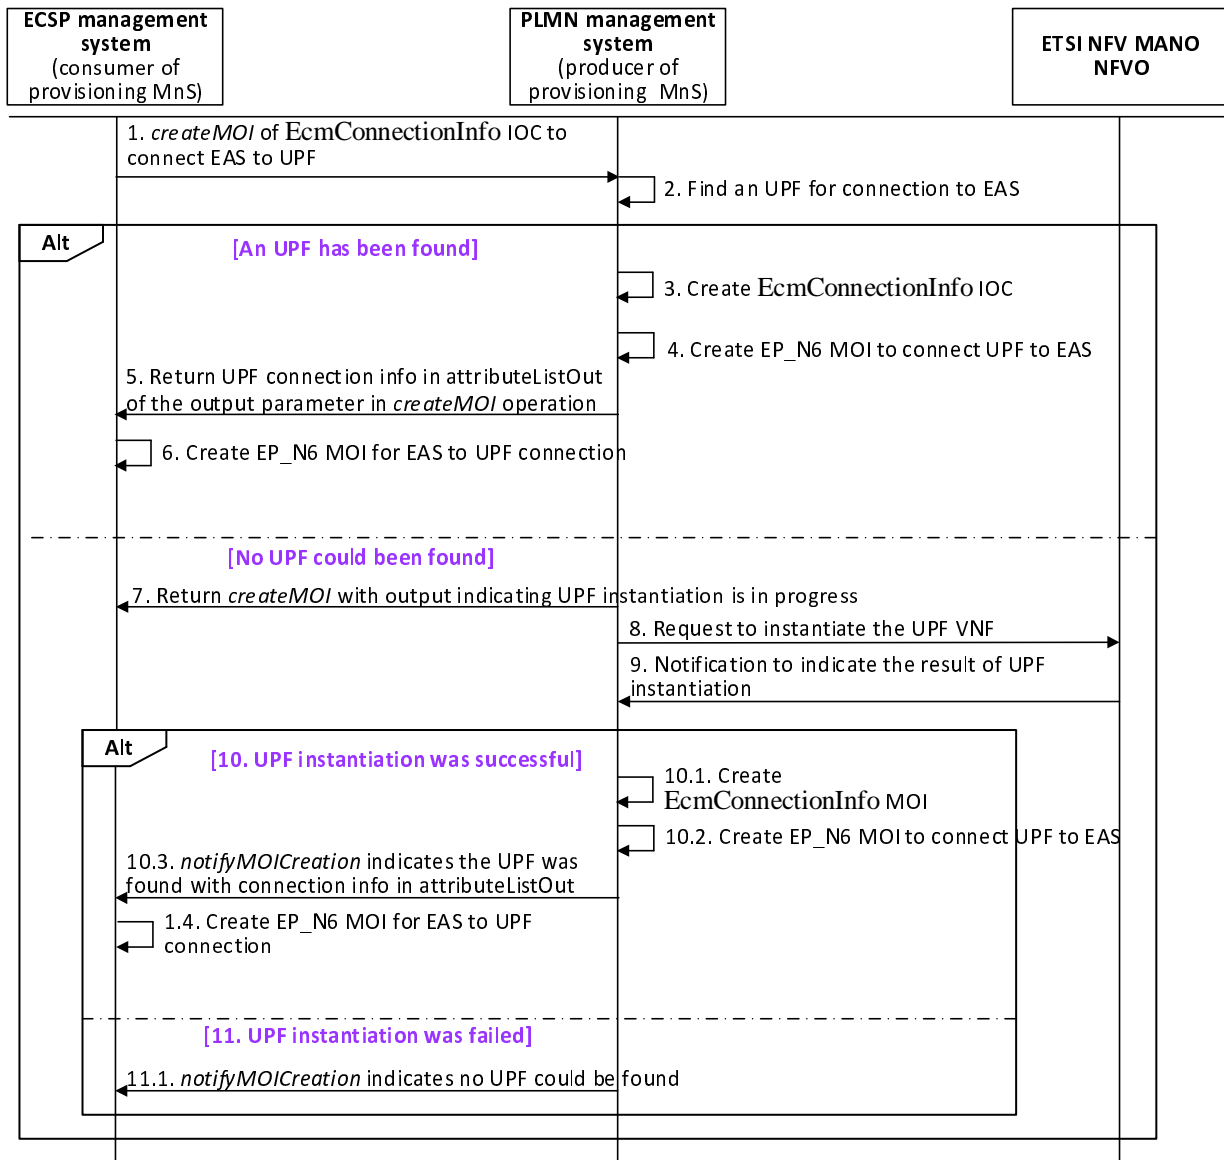 ECSP management
system
(consumer of
provisioning MnS)
PLMN management
system
(producer of
provisioning MnS)
ETSI NFV MANO
NFVO
1. createMOI of EcmConnectionInfo IOC to
connect EAS to UPF
2. Find an UPF for connection to EAS
Alt
[An UPF has been found]
3. Create EcmConnectionInfo IOC
4. Create EP_N6 MOI to connect UPF to EAS
5. Return UPF connection info in attributeListOut
of the output parameter in createMOI operation
6. Create EP_N6 MOI for EAS to UPF connection
[No UPF could been found]
7. Return createMOI with output indicating UPF instantiation is in progress
8. Request to instantiate the UPF VNF
9. Notification to indicate the result of UPF
instantiation
Alt
[10. UPF instantiation was successful]
10.1. Create
EcmConnectionInfo MOI
10.2. Create EP_N6 MOI to connect UPF to EAS
10.3. notifyMOICreation indicates the UPF was
found with connection info in attributeListOut
1.4. Create EP_N6 MOI for EAS to UPF
connection
[11. UPF instantiation was failed]
11.1. notifyMOICreation indicates no UPF could be found